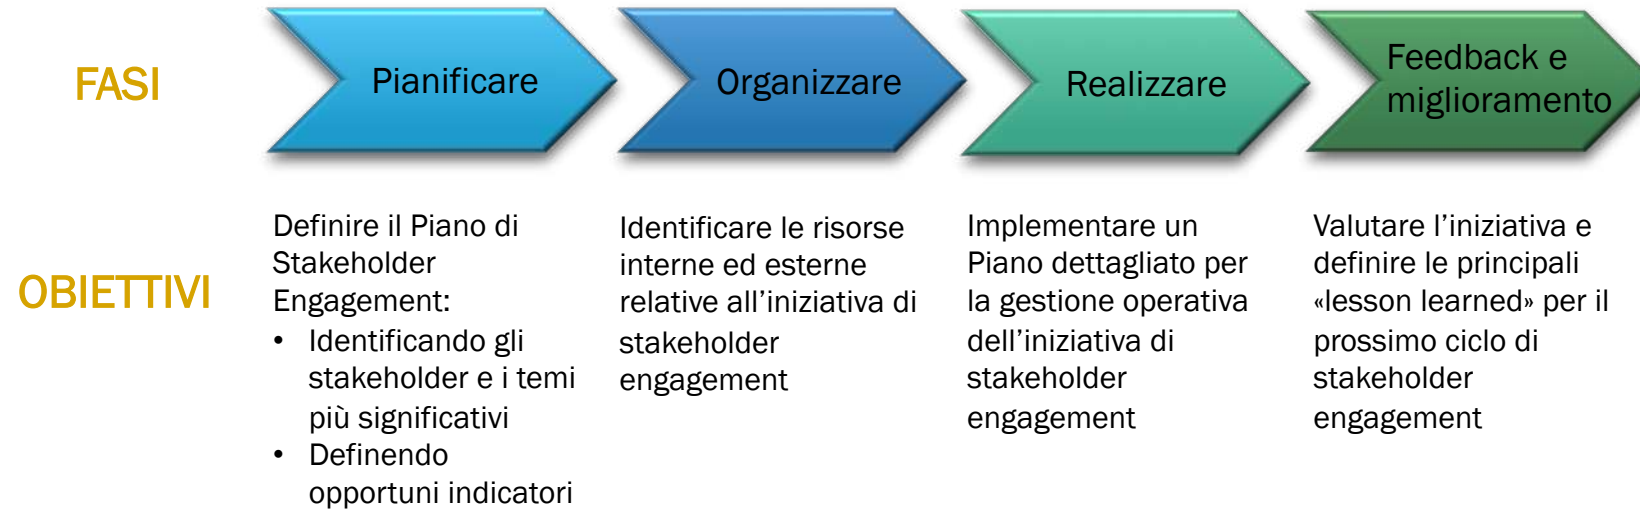 FASI
Pianificare
Organizzare
Realizzare
Feedback e
miglioramento
OBIETTIVI
Definire il Piano di
Stakeholder
Engagement:
• Identificando gli
stakeholder e i temi
più significativi
• Definendo
opportuni indicatori
Identificare le risorse
interne ed esterne
relative all’iniziativa di
stakeholder
engagement
Implementare un
Piano dettagliato per
la gestione operativa
dell’iniziativa di
stakeholder
engagement
Valutare l’iniziativa e
definire le principali
«lesson learned» per il
prossimo ciclo di
stakeholder
engagement